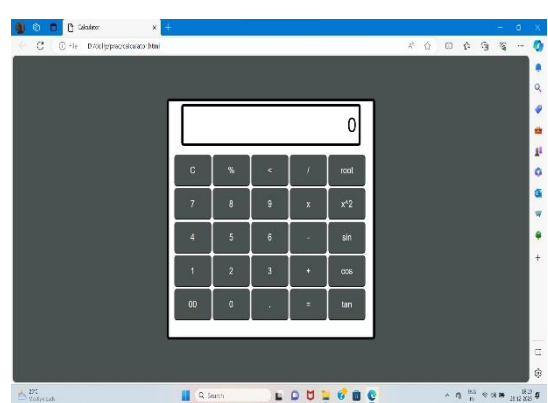 Calculator
File
0
C % < / root
7 8 9 x x^2
4 5 6 - sin
1 2 3 + cos
00 0 . = tan
Search